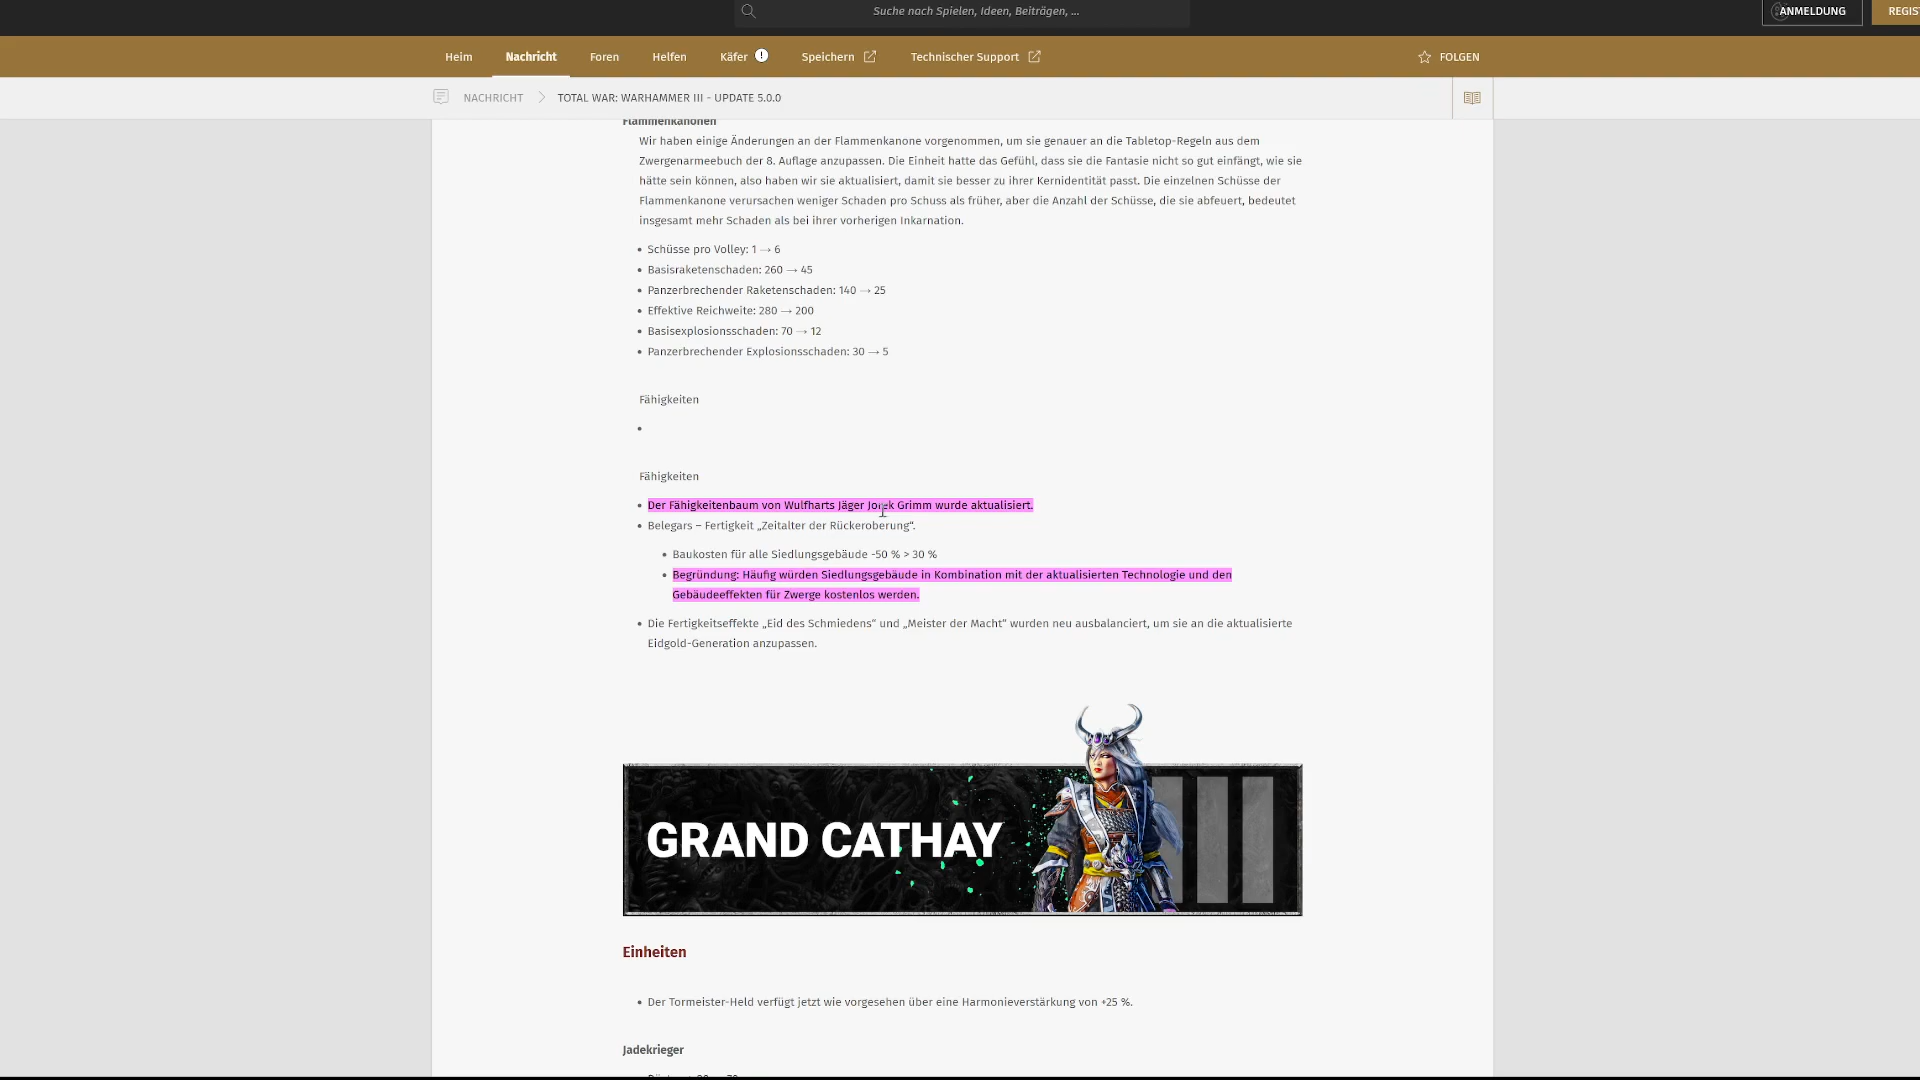 Suche nach Spielen, Ideen, Beiträgen, ...
ANMELDUNG
REGIS
Heim
Nachricht
Foren
Helfen
Käfer
Speichern
Technischer Support
FOLGEN
NACHRICHT
TOTAL WAR: WARHAMMER III - UPDATE 5.0.0
Flammenkanonen
Wir haben einige Änderungen an der Flammenkanone vorgenommen, um sie genauer an die Tabletop-Regeln aus dem
Zwergenarmeebuch der 8. Auflage anzupassen. Die Einheit hatte das Gefühl, dass sie die Fantasie nicht so gut einfängt, wie sie
hätte sein können, also haben wir sie aktualisiert, damit sie besser zu ihrer Kernidentität passt. Die einzelnen Schüsse der
Flammenkanone verursachen weniger Schaden pro Schuss als früher, aber die Anzahl der Schüsse, die sie abfeuert, bedeutet
insgesamt mehr Schaden als bei ihrer vorherigen Inkarnation.
• Schüsse pro Volley: 1 → 6
• Basisraketenschaden: 260 → 45
• Panzerbrechender Raketenschaden: 140 → 25
• Effektive Reichweite: 280 → 200
• Basisexplosionsschaden: 70 → 12
• Panzerbrechender Explosionsschaden: 30 → 5
Fähigkeiten
•
Fähigkeiten
• Der Fähigkeitenbaum von Wulfharts Jäger Jorek Grimm wurde aktualisiert.
• Belegars – Fertigkeit „Zeitalter der Rückeroberung“.
• Baukosten für alle Siedlungsgebäude -50 % > 30 %
• Begründung: Häufig würden Siedlungsgebäude in Kombination mit der aktualisierten Technologie und den
Gebäudeeffekten für Zwerge kostenlos werden.
• Die Fertigkeitseffekte „Eid des Schmiedens“ und „Meister der Macht“ wurden neu ausbalanciert, um sie an die aktualisierte
Eidgold-Generation anzupassen.
GRAND CATHAY
Einheiten
• Der Tormeister-Held verfügt jetzt wie vorgesehen über eine Harmonieverstärkung von +25 %.
Jadekrieger